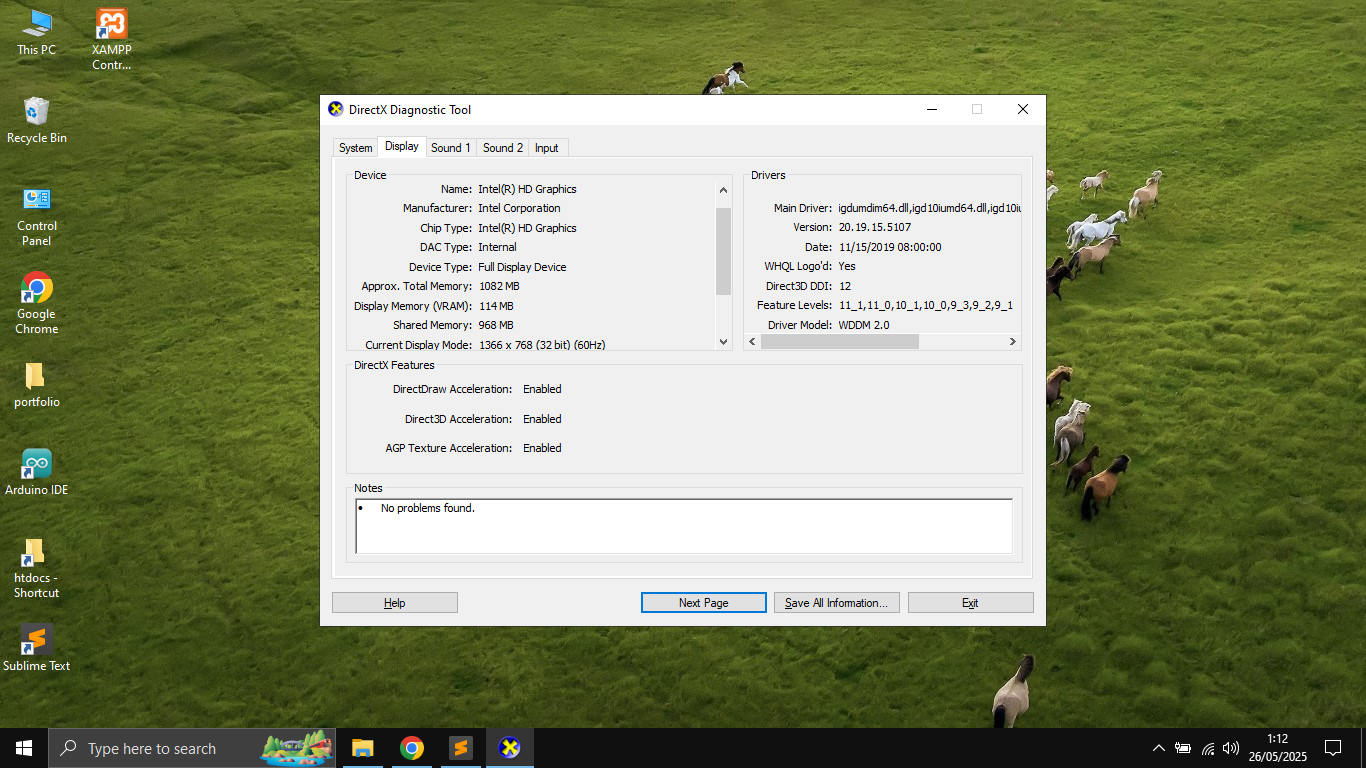 This PC
XAMPP
Contr...
Recycle Bin
Control
Panel
Google
Chrome
portfolio
Arduino IDE
htdocs -
Shortcut
Sublime Text
DirectX Diagnostic Tool
System
Display
Sound 1
Sound 2
Input
Device
Name: Intel(R) HD Graphics
Manufacturer: Intel Corporation
Chip Type: Intel(R) HD Graphics
DAC Type: Internal
Device Type: Full Display Device
Approx. Total Memory: 1082 MB
Display Memory (VRAM): 114 MB
Shared Memory: 968 MB
Current Display Mode: 1366 x 768 (32 bit) (60Hz)
Drivers
Main Driver: igdumdim64.dll,igd10iumd64.dll,igd10iu
Version: 20.19.15.5107
Date: 11/15/2019 08:00:00
WHQL Logo'd: Yes
Direct3D DDI: 12
Feature Levels: 11_1,11_0,10_1,10_0,9_3,9_2,9_1
Driver Model: WDDM 2.0
DirectX Features
DirectDraw Acceleration: Enabled
Direct3D Acceleration: Enabled
AGP Texture Acceleration: Enabled
Notes
• No problems found.
Help
Next Page
Save All Information...
Exit
Type here to search
1:12
26/05/2025